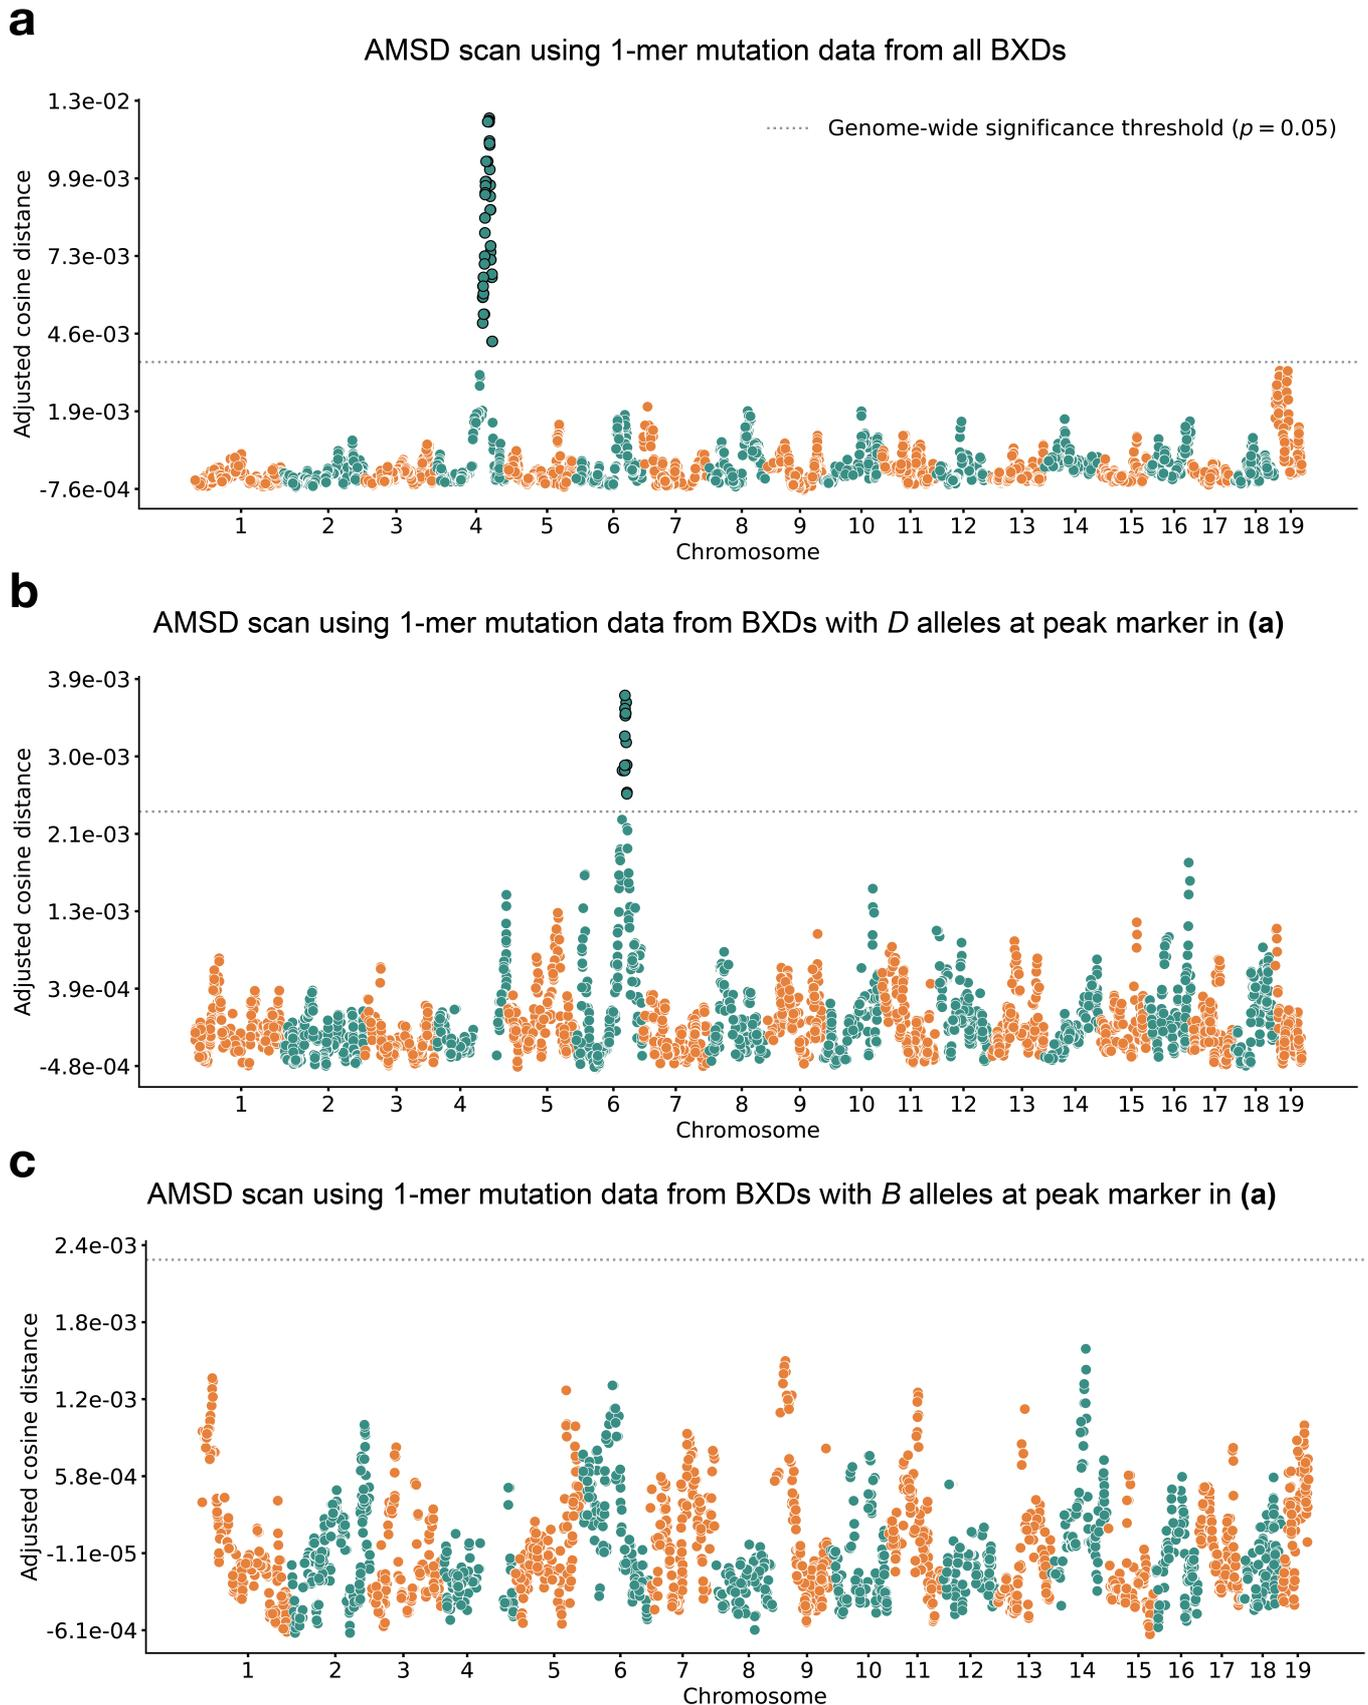 a
AMSD scan using 1-mer mutation data from all BXDs
1.3e-02
Genome-wide significance threshold (p = 0.05)
9.9e-03
7.3e-03
4.6e-03
1.9e-03
-7.6e-04
Adjusted cosine distance
1 2 3 4 5 6 7 8 9 10 11 12 13 14 15 16 17 18 19
Chromosome
b
AMSD scan using 1-mer mutation data from BXDs with D alleles at peak marker in (a)
3.9e-03
3.0e-03
2.1e-03
1.3e-03
3.9e-04
-4.8e-04
Adjusted cosine distance
1 2 3 4 5 6 7 8 9 10 11 12 13 14 15 16 17 18 19
Chromosome
c
AMSD scan using 1-mer mutation data from BXDs with B alleles at peak marker in (a)
2.4e-03
1.8e-03
1.2e-03
5.8e-04
-1.1e-05
-6.1e-04
Adjusted cosine distance
1 2 3 4 5 6 7 8 9 10 11 12 13 14 15 16 17 18 19
Chromosome